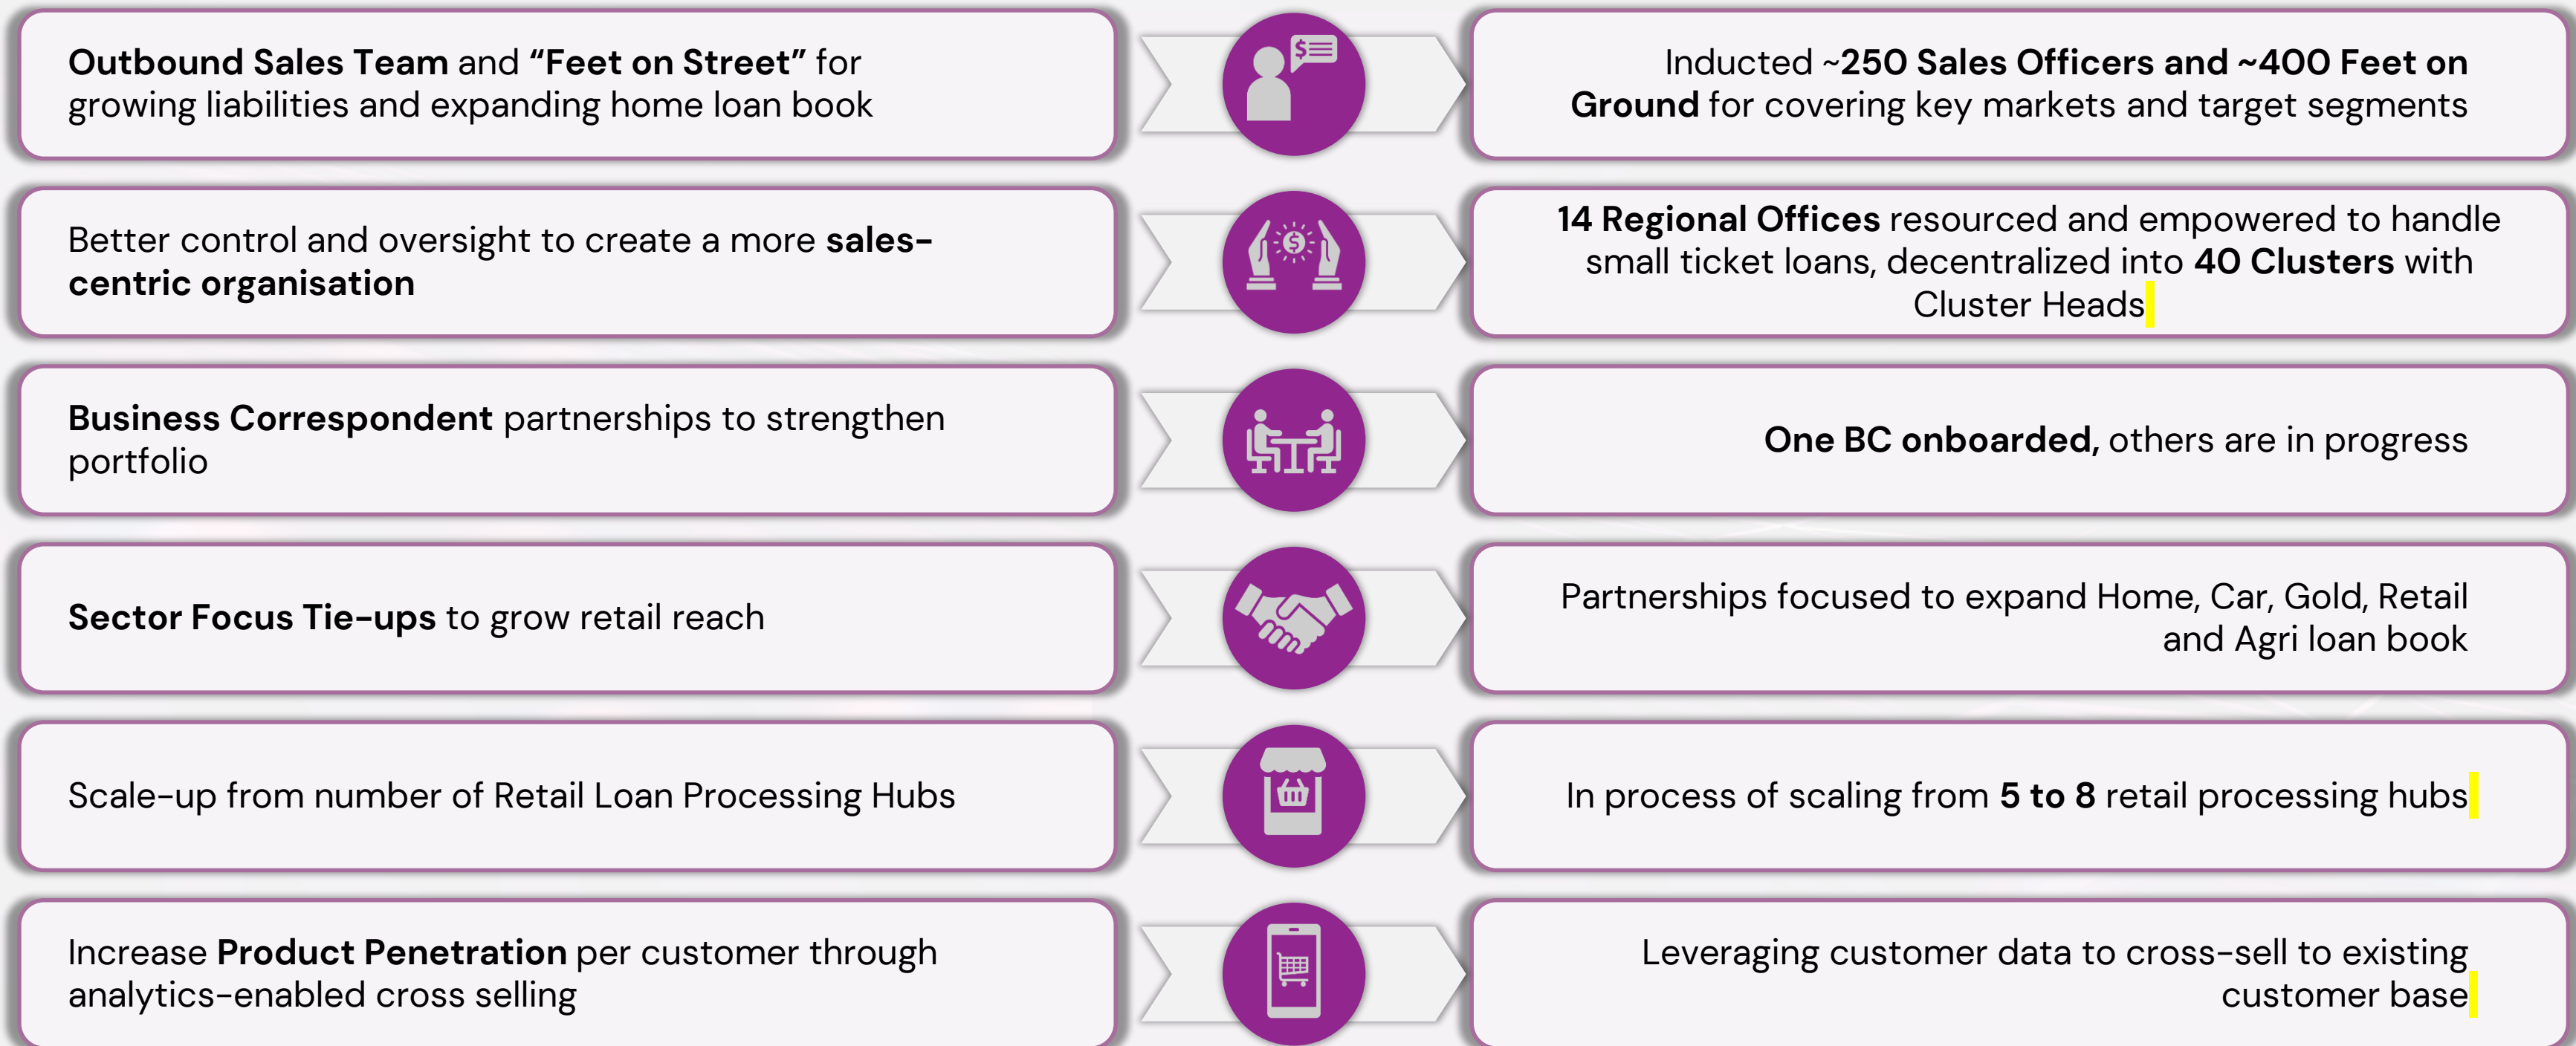 Outbound Sales Team and “Feet on Street” for
growing liabilities and expanding home loan book
Inducted ~250 Sales Officers and ~400 Feet on
Ground for covering key markets and target segments
Better control and oversight to create a more sales-
centric organisation
14 Regional Offices resourced and empowered to handle
small ticket loans, decentralized into 40 Clusters with
Cluster Heads
Business Correspondent partnerships to strengthen
portfolio
One BC onboarded, others are in progress
Sector Focus Tie-ups to grow retail reach
Partnerships focused to expand Home, Car, Gold, Retail
and Agri loan book
Scale-up from number of Retail Loan Processing Hubs
In process of scaling from 5 to 8 retail processing hubs
Increase Product Penetration per customer through
analytics-enabled cross selling
Leveraging customer data to cross-sell to existing
customer base